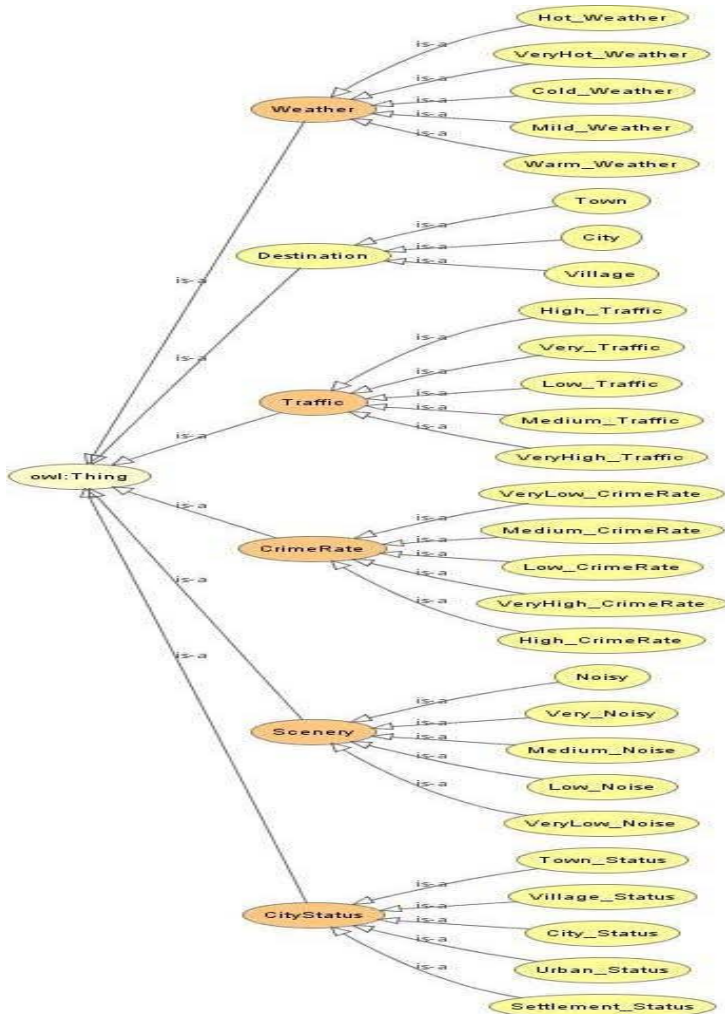 Hot_Weather
VeryHot_Weather
Cold_Weather
Mild_Weather
Warm_Weather
Weather
is-a
is-a
is-a
is-a
is-a
Town
City
Village
Destination
is-a
is-a
is-a
is-a
is-a
High_Traffic
Very_Traffic
Low_Traffic
Medium_Traffic
VeryHigh_Traffic
Traffic
is-a
is-a
is-a
is-a
is-a
is-a
owl:Thing
VeryLow_CrimeRate
Medium_CrimeRate
Low_CrimeRate
VeryHigh_CrimeRate
High_CrimeRate
CrimeRate
is-a
is-a
is-a
is-a
is-a
is-a
is-a
is-a
Noisy
Very_Noisy
Medium_Noise
Low_Noise
VeryLow_Noise
Scenery
is-a
is-a
is-a
is-a
is-a
Town_Status
Village_Status
City_Status
Urban_Status
Settlement_Status
CityStatus
is-a
is-a
is-a
is-a
is-a